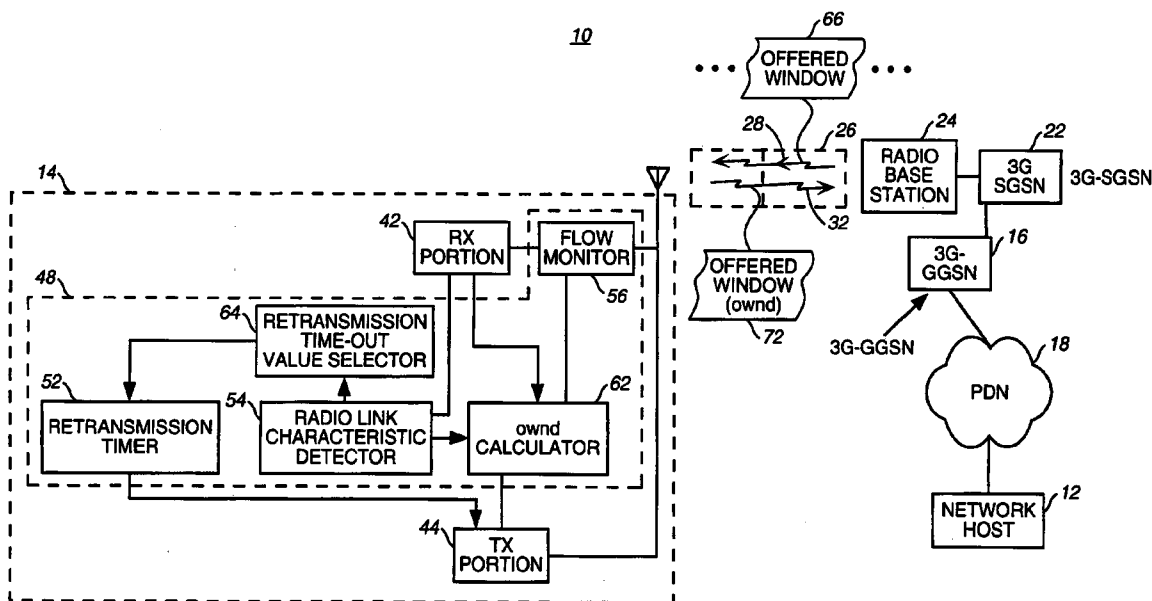 10
66
OFFERED
WINDOW
28
26
24
RADIO
BASE
STATION
22
3G
SGSN
3G-SGSN
14
42
RX
PORTION
FLOW
MONITOR
56
32
OFFERED
WINDOW
(ownd)
72
16
3G-
GGSN
3G-GGSN
48
64
RETRANSMISSION
TIME-OUT
VALUE SELECTOR
52
RETRANSMISSION
TIMER
54
RADIO LINK
CHARACTERISTIC
DETECTOR
62
ownd
CALCULATOR
18
PDN
44
TX
PORTION
12
NETWORK
HOST